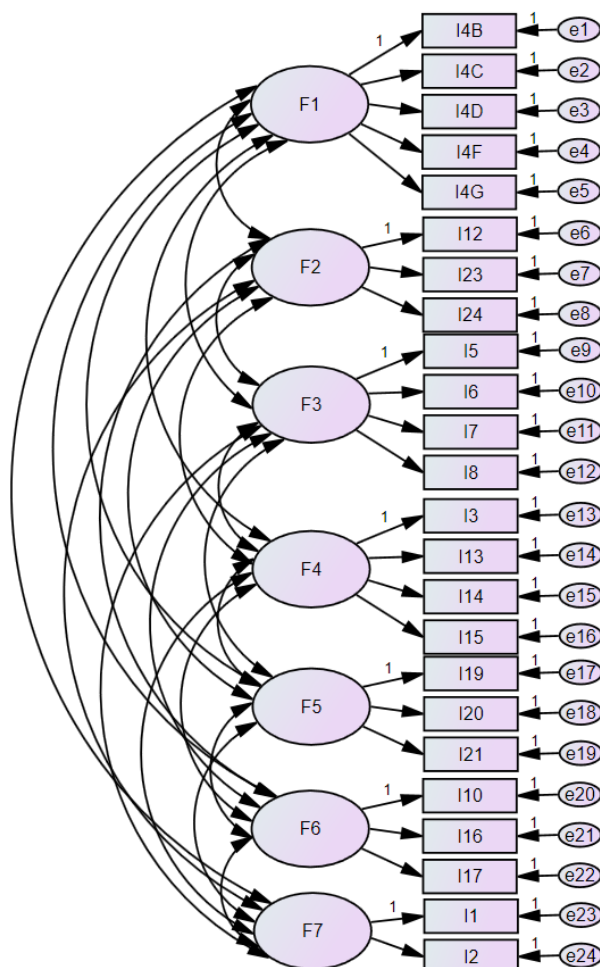 1 I4B 1 e1
F1 I4C 1 e2
I4D 1 e3
I4F 1 e4
I4G 1 e5
1 I12 1 e6
F2 I23 1 e7
I24 1 e8
1 I5 1 e9
F3 I6 1 e10
I7 1 e11
I8 1 e12
1 I3 1 e13
F4 I13 1 e14
I14 1 e15
I15 1 e16
1 I19 1 e17
F5 I20 1 e18
I21 1 e19
1 I10 1 e20
F6 I16 1 e21
I17 1 e22
1 I1 1 e23
F7 I2 1 e24